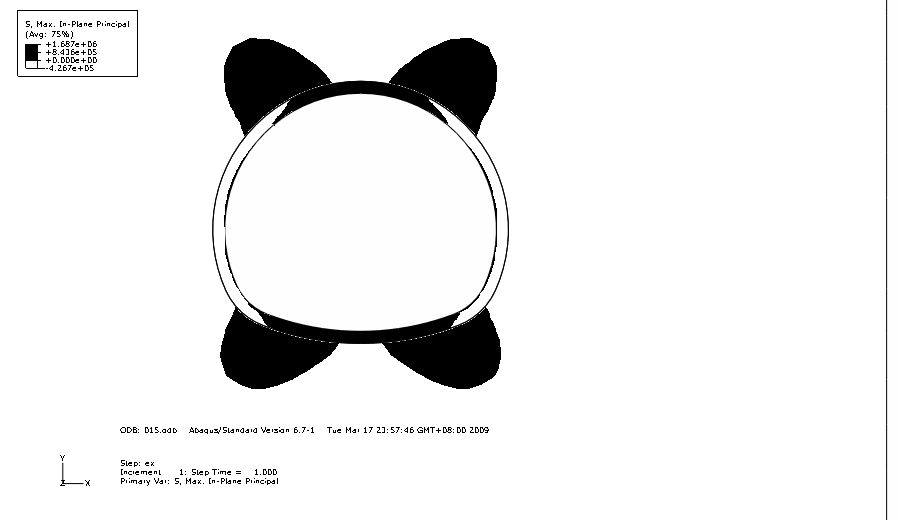 S, Max. In-Plane Principal
(Avg: 75%)
+1.687e+06
+8.436e+05
+0.000e+00
-4.267e+05
ODB: 015.odb Abaqus/Standard Version 6.7-1 Tue Mar 17 23:57:46 GMT+08:00 2009
Step: ex
Increment 1: Step Time = 1.000
Primary Var: S, Max. In-Plane Principal
Y
Z X